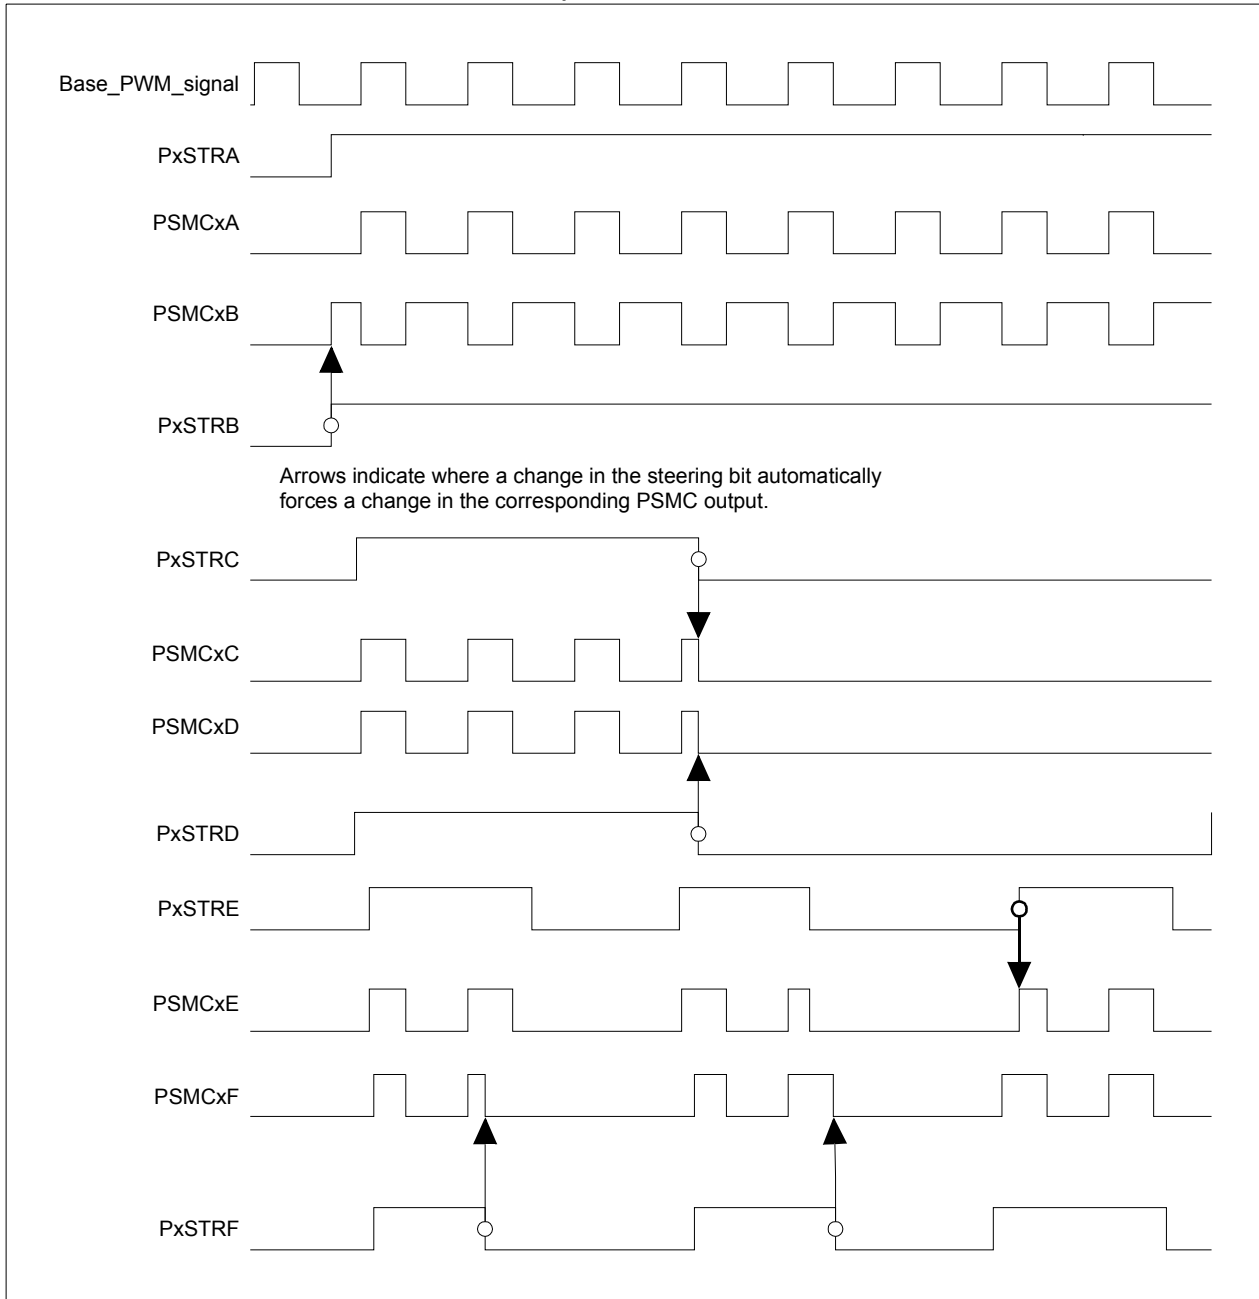 Base_PWM_signal
PxSTRA
PSMCxA
PSMCxB
PxSTRB
Arrows indicate where a change in the steering bit automatically
forces a change in the corresponding PSMC output.
PxSTRC
PSMCxC
PSMCxD
PxSTRD
PxSTRE
PSMCxE
PSMCxF
PxSTRF